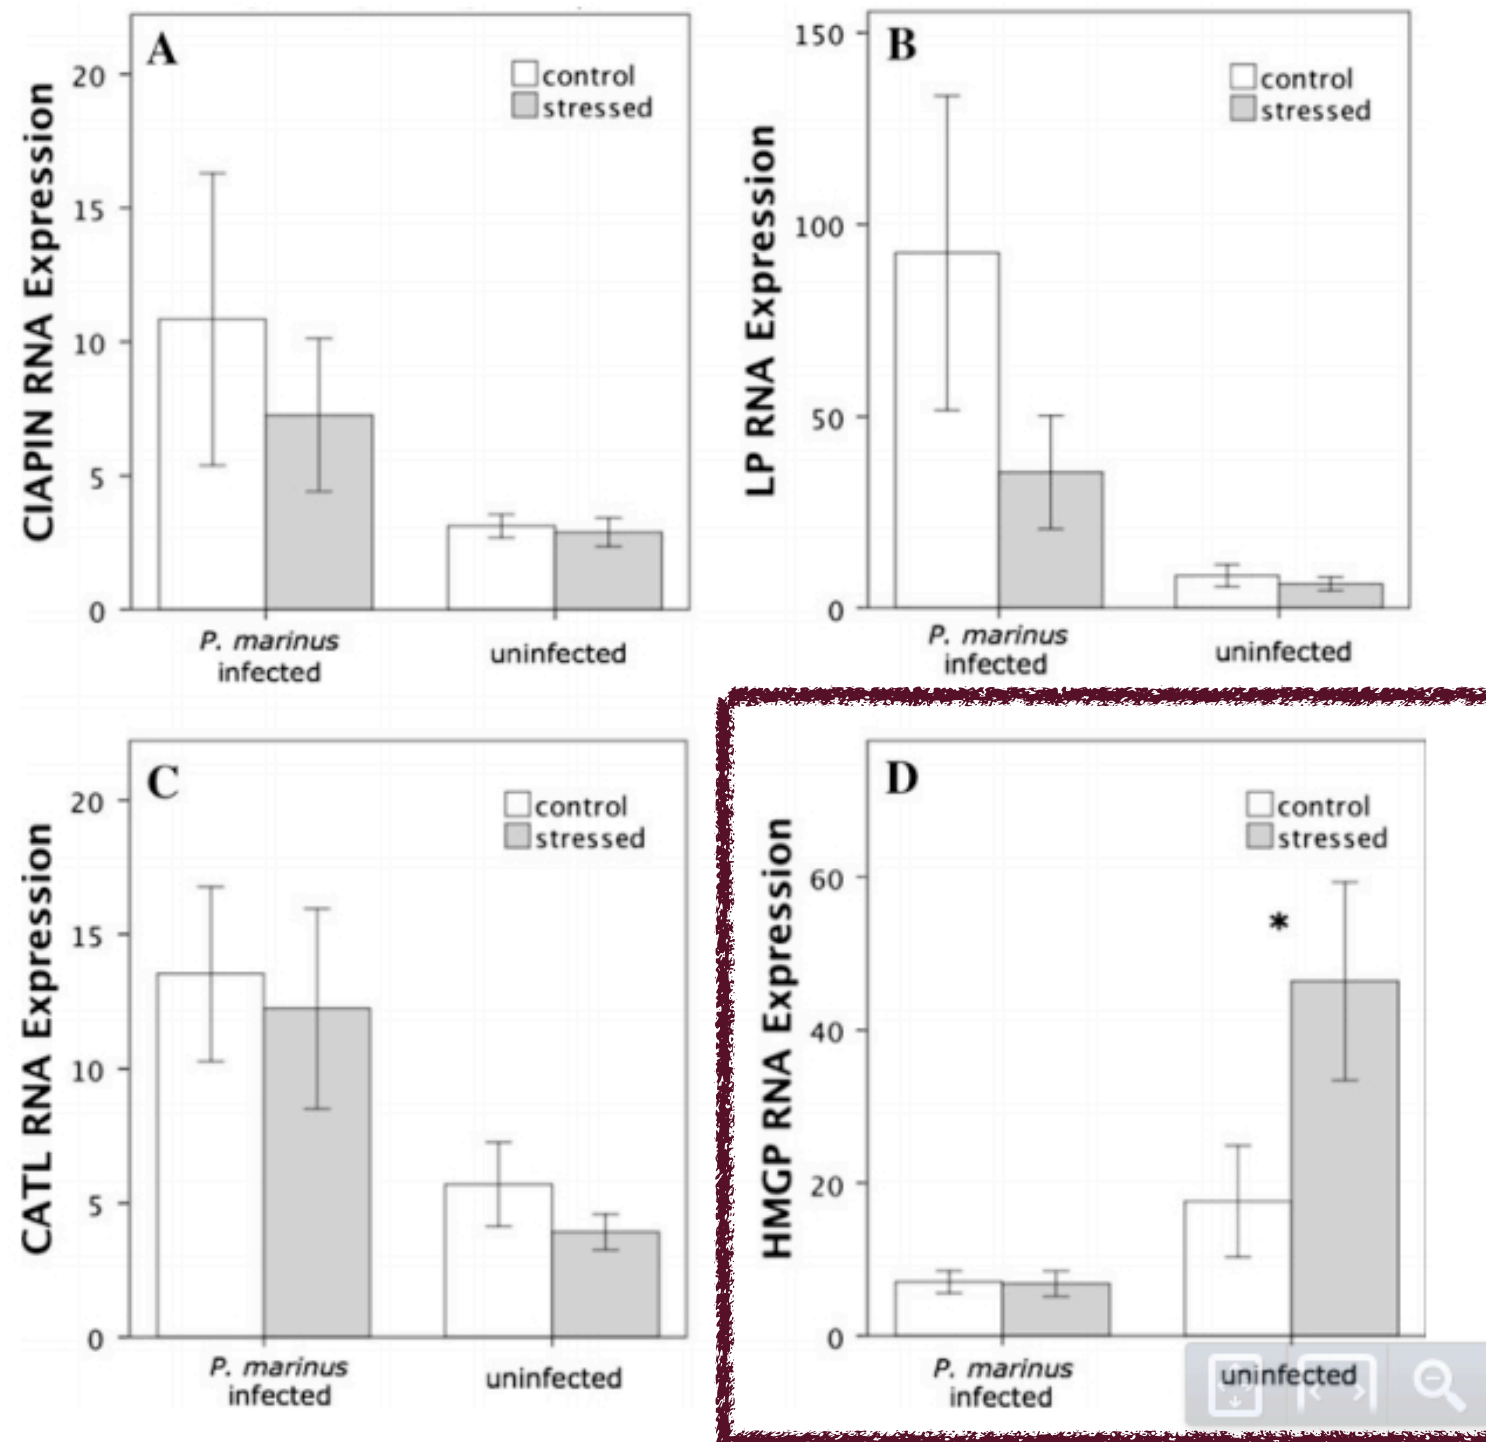 A
control
stressed
CIAPIN RNA Expression
20
15
10
5
0
P. marinus
infected
uninfected
B
control
stressed
LP RNA Expression
150
100
50
0
P. marinus
infected
uninfected
C
control
stressed
CATL RNA Expression
20
15
10
5
0
P. marinus
infected
uninfected
D
control
stressed
HMGP RNA Expression
60
*
40
20
0
P. marinus
infected
uninfected